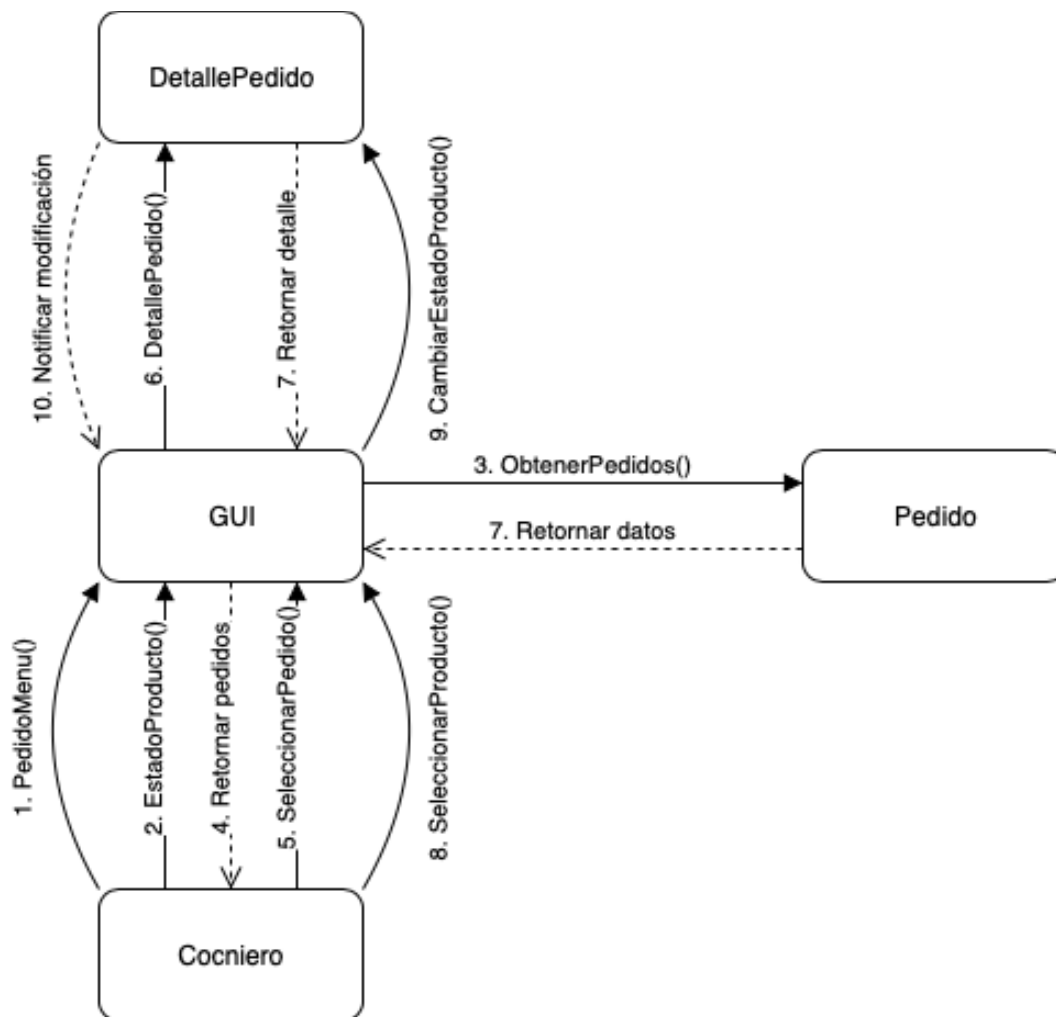 DetallePedido
10. Notificar modificación
6. DetallePedido()
7. Retornar detalle
9. CambiarEstadoProducto()
GUI
3. ObtenerPedidos()
7. Retornar datos
Pedido
1. PedidoMenu()
2. EstadoProducto()
4. Retornar pedidos
5. SeleccionarPedido()
8. SeleccionarProducto()
Cocniero